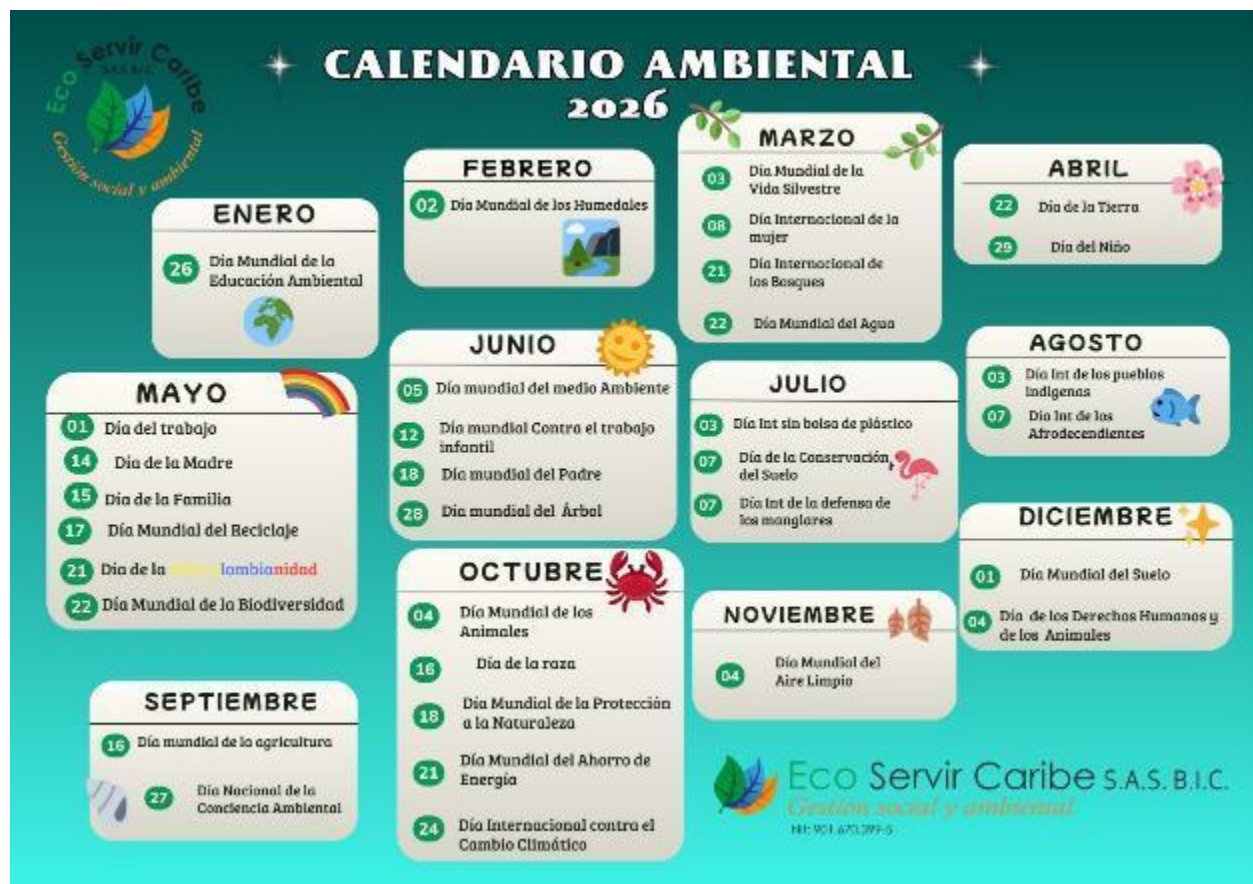 Eco Servir Caribe
S.A.S. B.I.C.
Gestión social y ambiental
CALENDARIO AMBIENTAL
2026
ENERO
26 Día Mundial de la
Educación Ambiental
FEBRERO
02 Día Mundial de los Humedales
MARZO
03 Día Mundial de la
Vida Silvestre
08 Día Internacional de la
mujer
21 Día Internacional de
los Bosques
22 Día Mundial del Agua
ABRIL
22 Día de la Tierra
29 Día del Niño
MAYO
01 Día del trabajo
14 Día de la Madre
15 Día de la Familia
17 Día Mundial del Reciclaje
21 Día de la lombianidad
22 Día Mundial de la Biodiversidad
JUNIO
05 Día mundial del medio Ambiente
12 Día mundial Contra el trabajo
infantil
18 Día mundial del Padre
28 Día mundial del Árbol
JULIO
03 Día Int sin bolsa de plástico
07 Día de la Conservación
del Suelo
07 Día Int de la defensa de
los manglares
AGOSTO
03 Día Int de los pueblos
indigenas
07 Día Int de los
Afrodecendientes
SEPTIEMBRE
16 Día mundial de la agricultura
27 Día Nacional de la
Conciencia Ambiental
OCTUBRE
04 Día Mundial de los
Animales
16 Día de la raza
18 Día Mundial de la Protección
a la Naturaleza
21 Día Mundial del Ahorro de
Energía
24 Día Internacional contra el
Cambio Climático
NOVIEMBRE
04 Día Mundial del
Aire Limpio
DICIEMBRE
01 Día Mundial del Suelo
04 Día de los Derechos Humanos y
de los Animales
Eco Servir Caribe S.A.S. B.I.C.
Gestión social y ambiental
Nit: 901.670.399-5